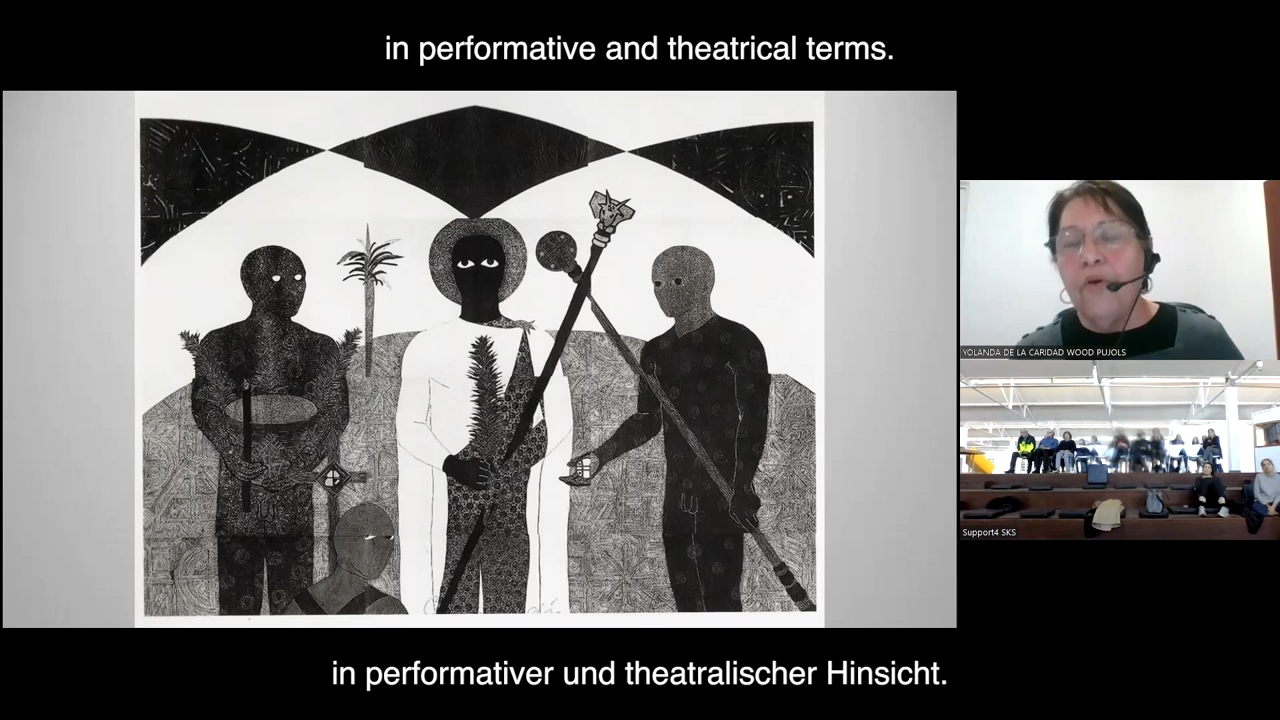 in performative and theatrical terms.
YOLANDA DE LA CARIDAD WOOD PUJOLS
Support4 SKS
in performativer und theatralischer Hinsicht.